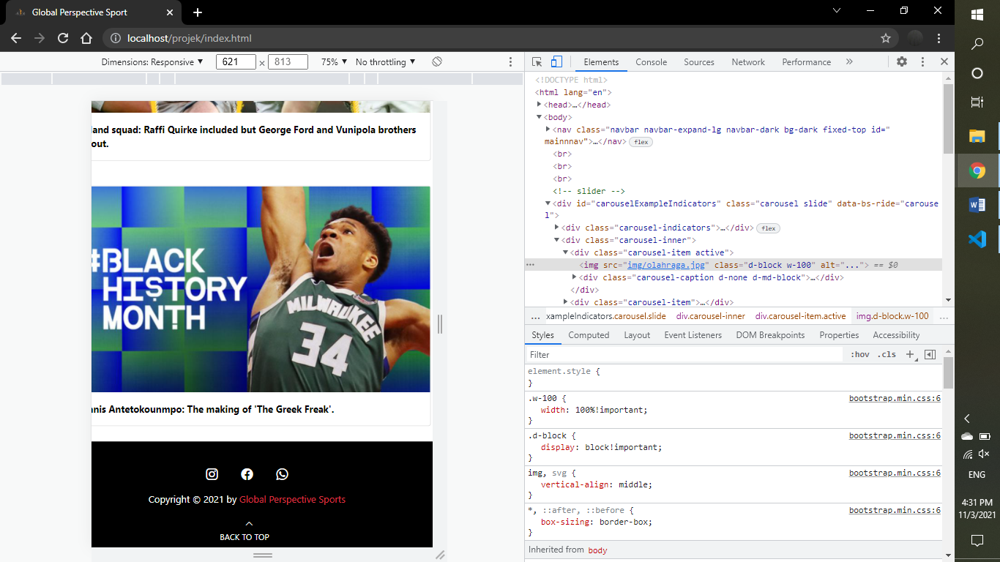 Global Perspective Sport
localhost/projek/index.html
Dimensions: Responsive ▼ 621 × 813 75% ▼ No throttling ▼
Elements Console Sources Network Performance »
land squad: Raffi Quirke included but George Ford and Vunipola brothers
out.
#BLACK
HISTORY
MONTH
MILWAUKEE
34
nnis Antetokounmpo: The making of 'The Greek Freak'.
Copyright © 2021 by Global Perspective Sports
BACK TO TOP
<!DOCTYPE html>
<html lang="en">
▶<head>…</head>
▼<body>
▶<nav class="navbar navbar-expand-lg navbar-dark bg-dark fixed-top id="
mainnnav">…</nav> flex
<br>
<br>
<br>
<!-- slider -->
▼<div id="carouselExampleIndicators" class="carousel slide" data-bs-ride="carouse
l">
▶<div class="carousel-indicators">…</div> flex
▼<div class="carousel-inner">
▼<div class="carousel-item active">
… <img src="img/olahraga.jpg" class="d-block w-100" alt="..."> == $0
▶<div class="carousel-caption d-none d-md-block">…</div>
</div>
▶<div class="carousel-item">…</div>
… xampleIndicators.carousel.slide div.carousel-inner div.carousel-item.active img.d-block.w-100 …
Styles Computed Layout Event Listeners DOM Breakpoints Properties Accessibility
Filter :hov .cls +
element.style {
}
.w-100 { bootstrap.min.css:6
width: 100%!important;
}
.d-block { bootstrap.min.css:6
display: block!important;
}
img, svg { bootstrap.min.css:6
vertical-align: middle;
}
*, ::after, ::before { bootstrap.min.css:6
box-sizing: border-box;
}
Inherited from body
ENG
4:31 PM
11/3/2021